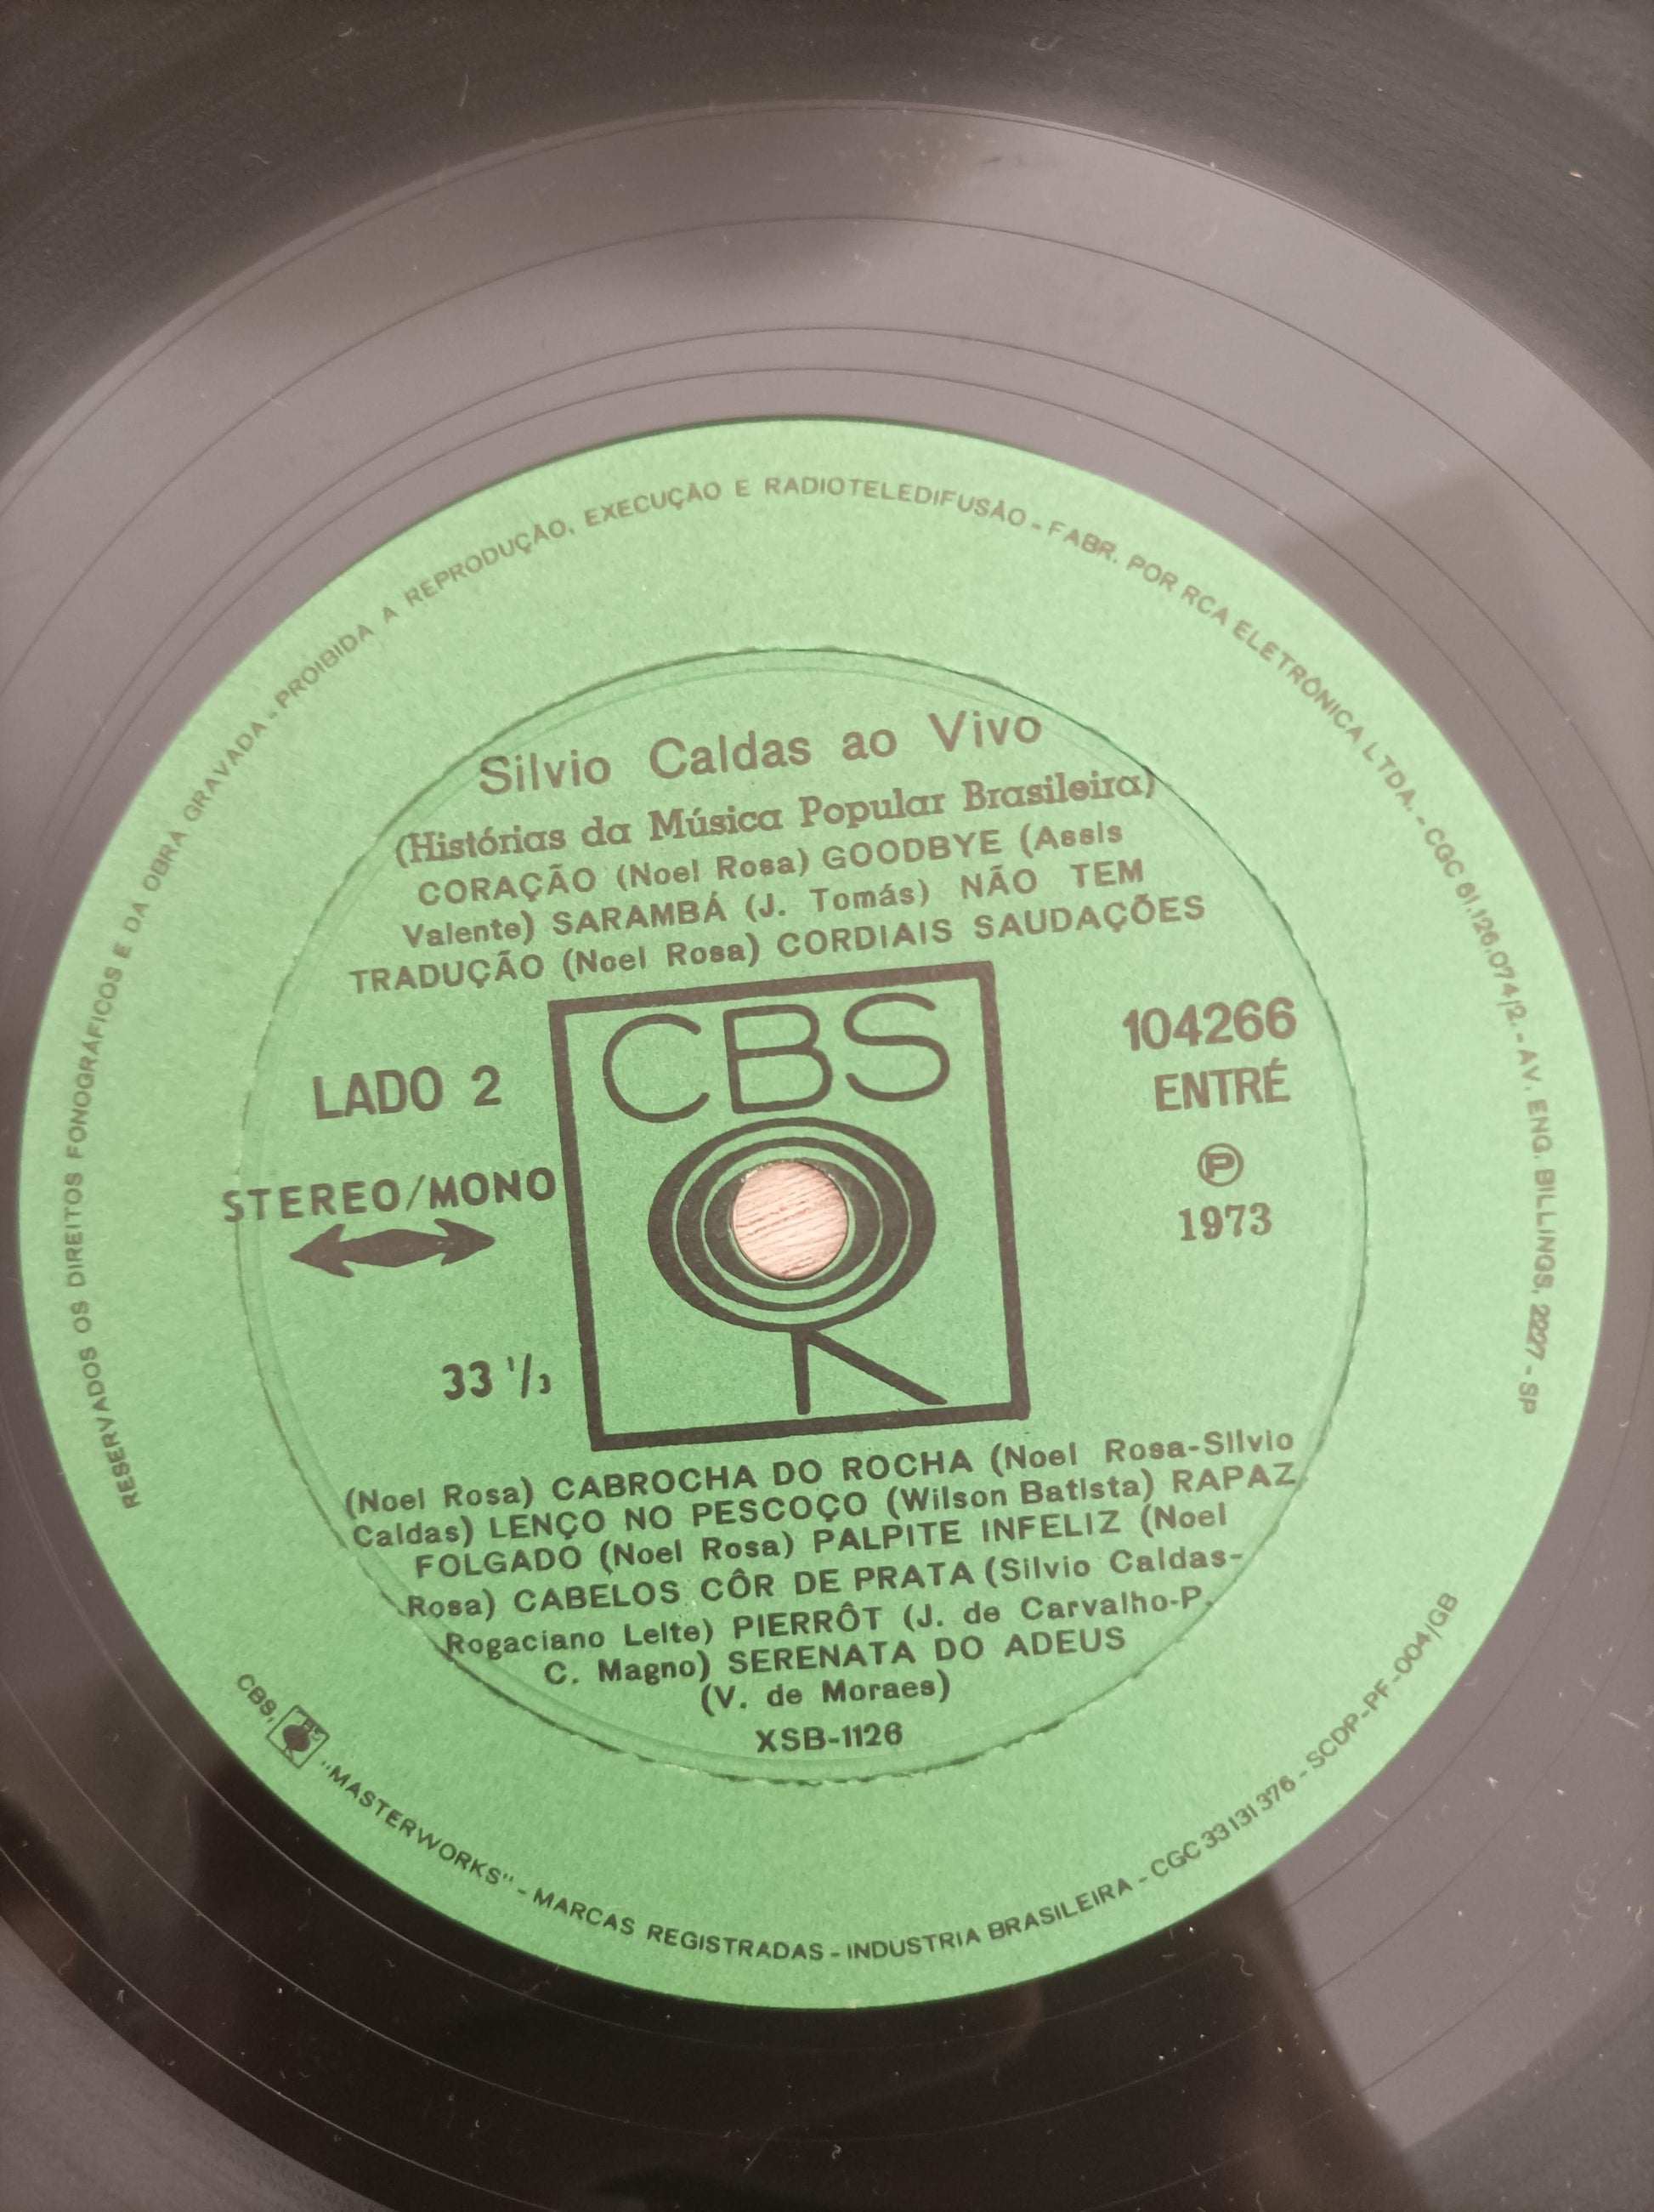 RESERVADOS OS DIREITOS FONOGRÁFICOS E DA OBRA GRAVADA - PROIBIDA A REPRODUÇÃO, EXECUÇÃO E RADIOTELEDIFUSÃO - FABR. POR RCA ELETRÔNICA LTDA. - CGC 61.126.074/2. - AV. ENG. BILLINGS, 2227 - SP
Silvio Caldas ao Vivo
(Histórias da Música Popular Brasileira)
CORAÇÃO (Noel Rosa) GOODBYE (Assis
Valente) SARAMBÁ (J. Tomás) NÃO TEM
TRADUÇÃO (Noel Rosa) CORDIAIS SAUDAÇÕES
CBS
LADO 2
104266
ENTRÉ
STEREO/MONO
℗
1973
33 1/3
(Noel Rosa) CABROCHA DO ROCHA (Noel Rosa-Silvio
Caldas) LENÇO NO PESCOÇO (Wilson Batista) RAPAZ
FOLGADO (Noel Rosa) PALPITE INFELIZ (Noel
Rosa) CABELOS CÔR DE PRATA (Silvio Caldas-
Rogaciano Leite) PIERRÔT (J. de Carvalho-P.
C. Magno) SERENATA DO ADEUS
(V. de Moraes)
XSB-1126
CBS, "MASTERWORKS" - MARCAS REGISTRADAS - INDUSTRIA BRASILEIRA - CGC 33131376 - SCDP-PF-004/GB